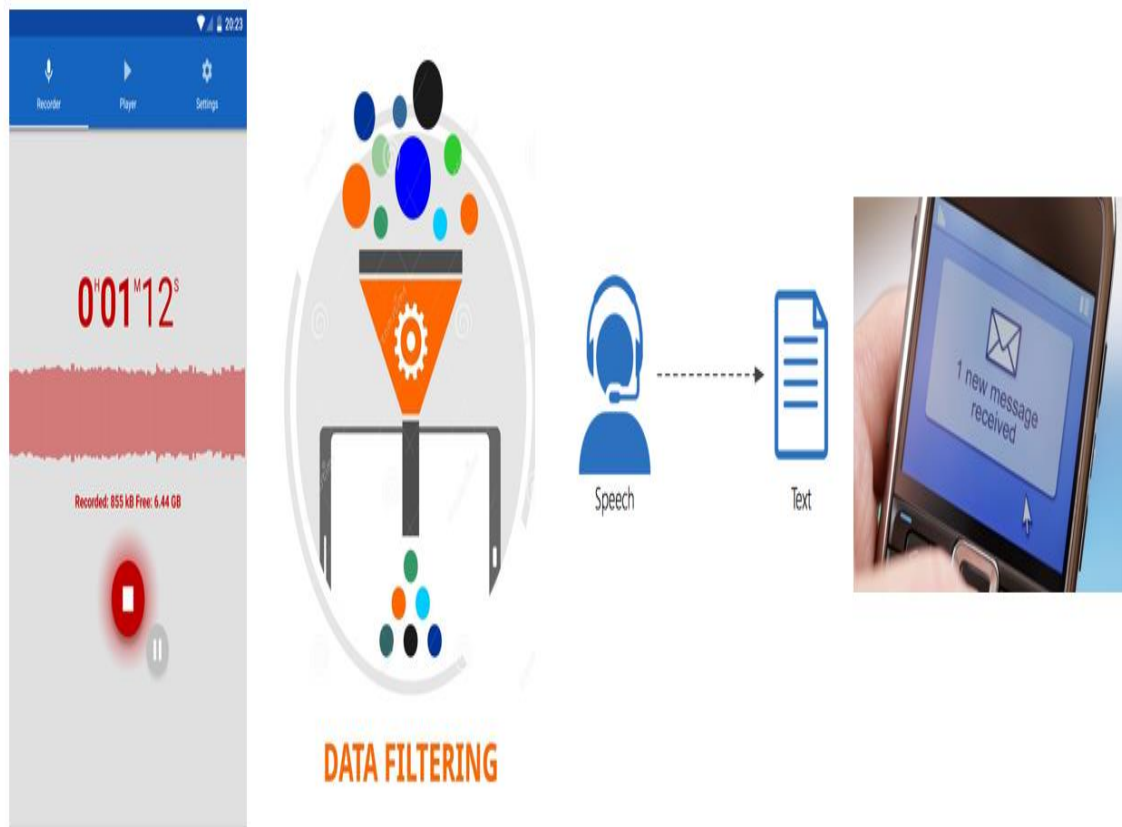 20:23
Recorder Player Settings
0H01M12S
Recorded: 855 kB Free: 6.44 GB
DATA FILTERING
Speech
Text
1 new message
received